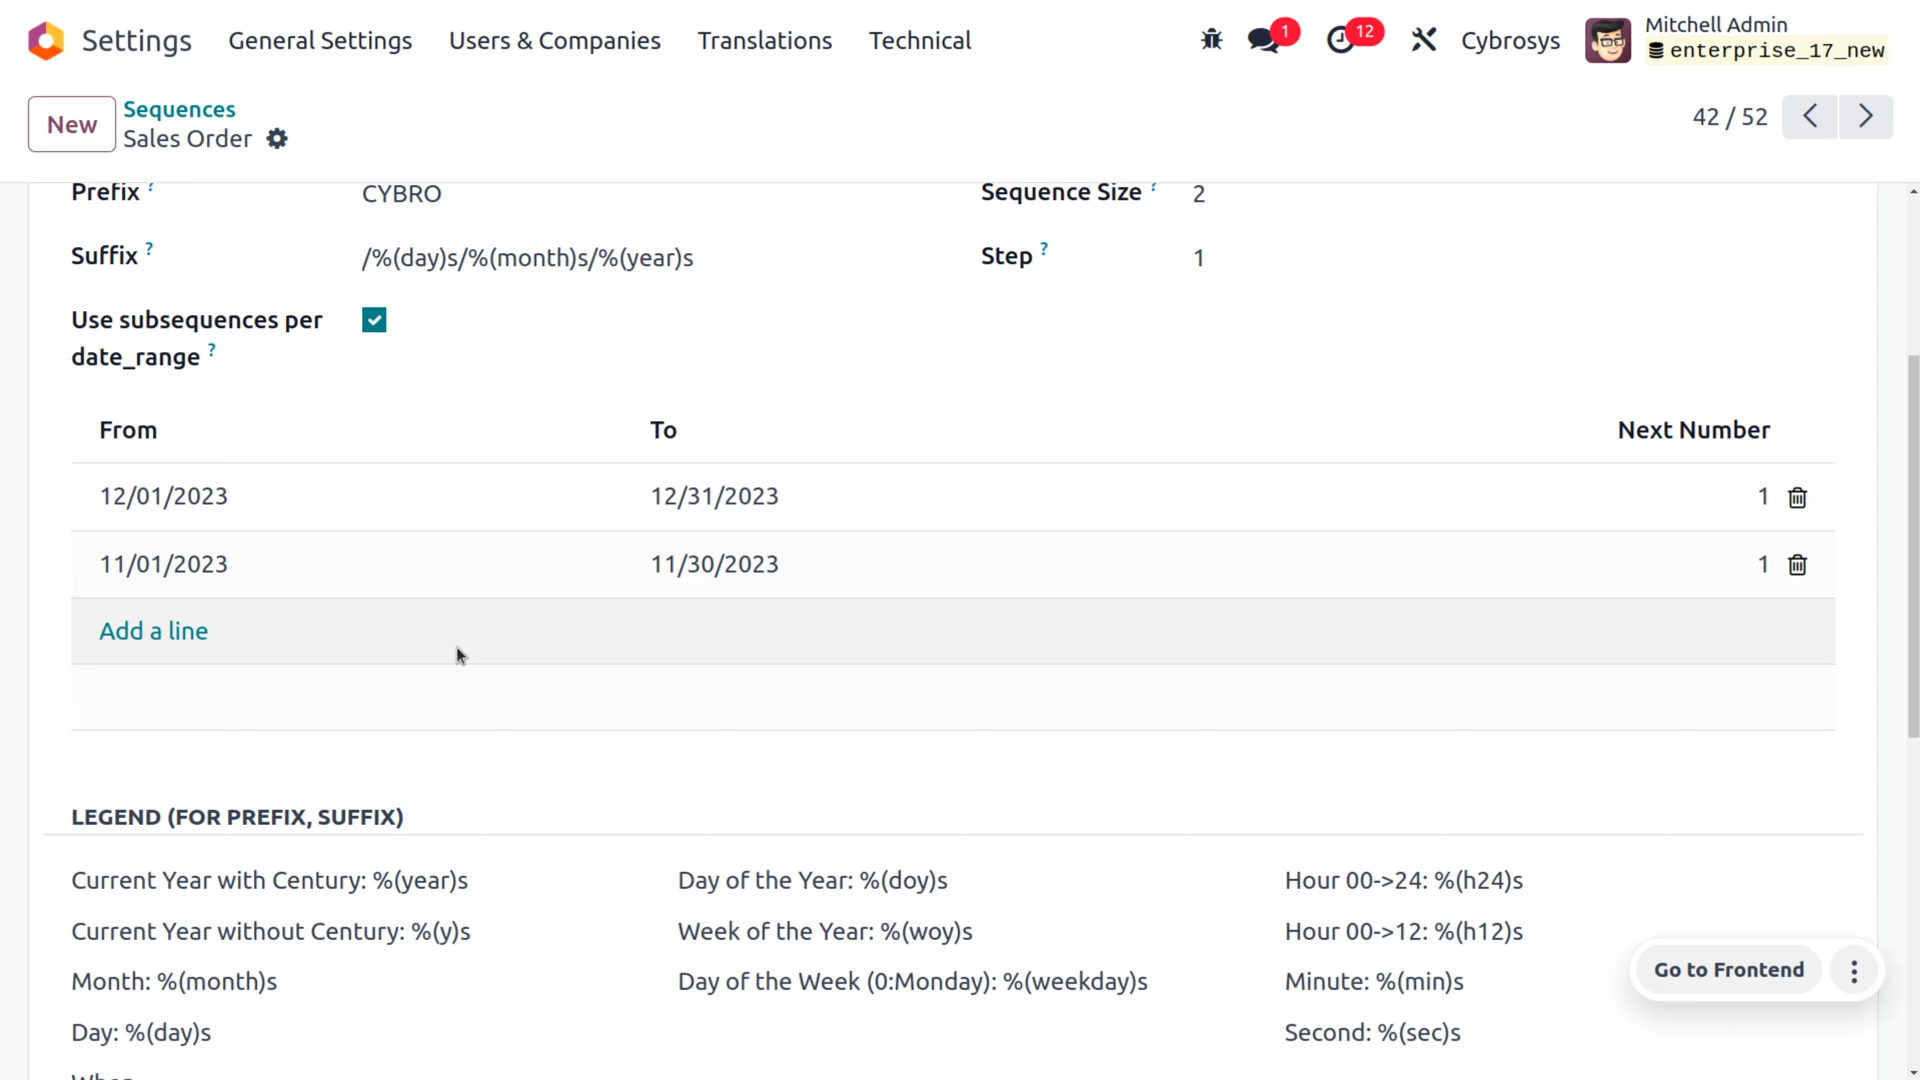 Settings General Settings Users & Companies Translations Technical 1 12 Cybrosys Mitchell Admin
enterprise_17_new
New Sequences
Sales Order
42 / 52
Prefix ? CYBRO Sequence Size ? 2
Suffix ? /%(day)s/%(month)s/%(year)s Step ? 1
Use subsequences per
date_range ?
From To Next Number
12/01/2023 12/31/2023 1
11/01/2023 11/30/2023 1
Add a line
LEGEND (FOR PREFIX, SUFFIX)
Current Year with Century: %(year)s Day of the Year: %(doy)s Hour 00->24: %(h24)s
Current Year without Century: %(y)s Week of the Year: %(woy)s Hour 00->12: %(h12)s
Month: %(month)s Day of the Week (0:Monday): %(weekday)s Minute: %(min)s
Day: %(day)s Second: %(sec)s
Go to Frontend